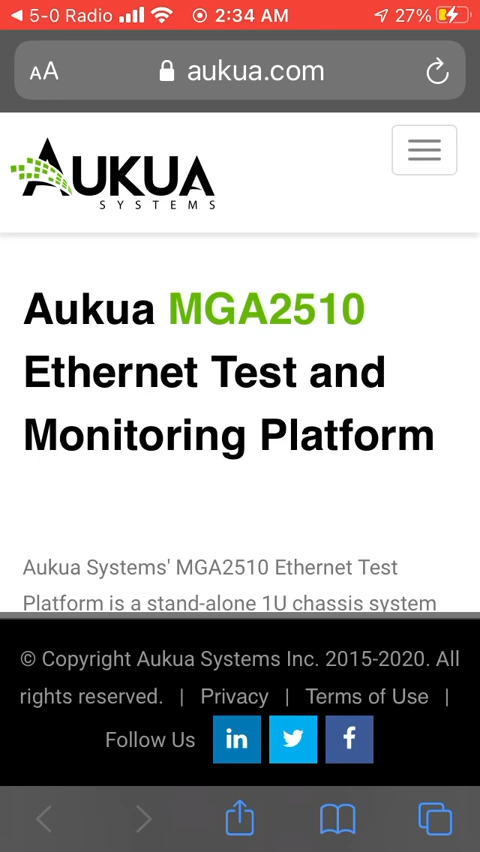 ◀ 5-0 Radio 2:34 AM 27%
AA aukua.com
AUKUA
SYSTEMS
Aukua MGA2510
Ethernet Test and
Monitoring Platform
Aukua Systems' MGA2510 Ethernet Test
Platform is a stand-alone 1U chassis system
© Copyright Aukua Systems Inc. 2015-2020. All
rights reserved. | Privacy | Terms of Use |
Follow Us in f